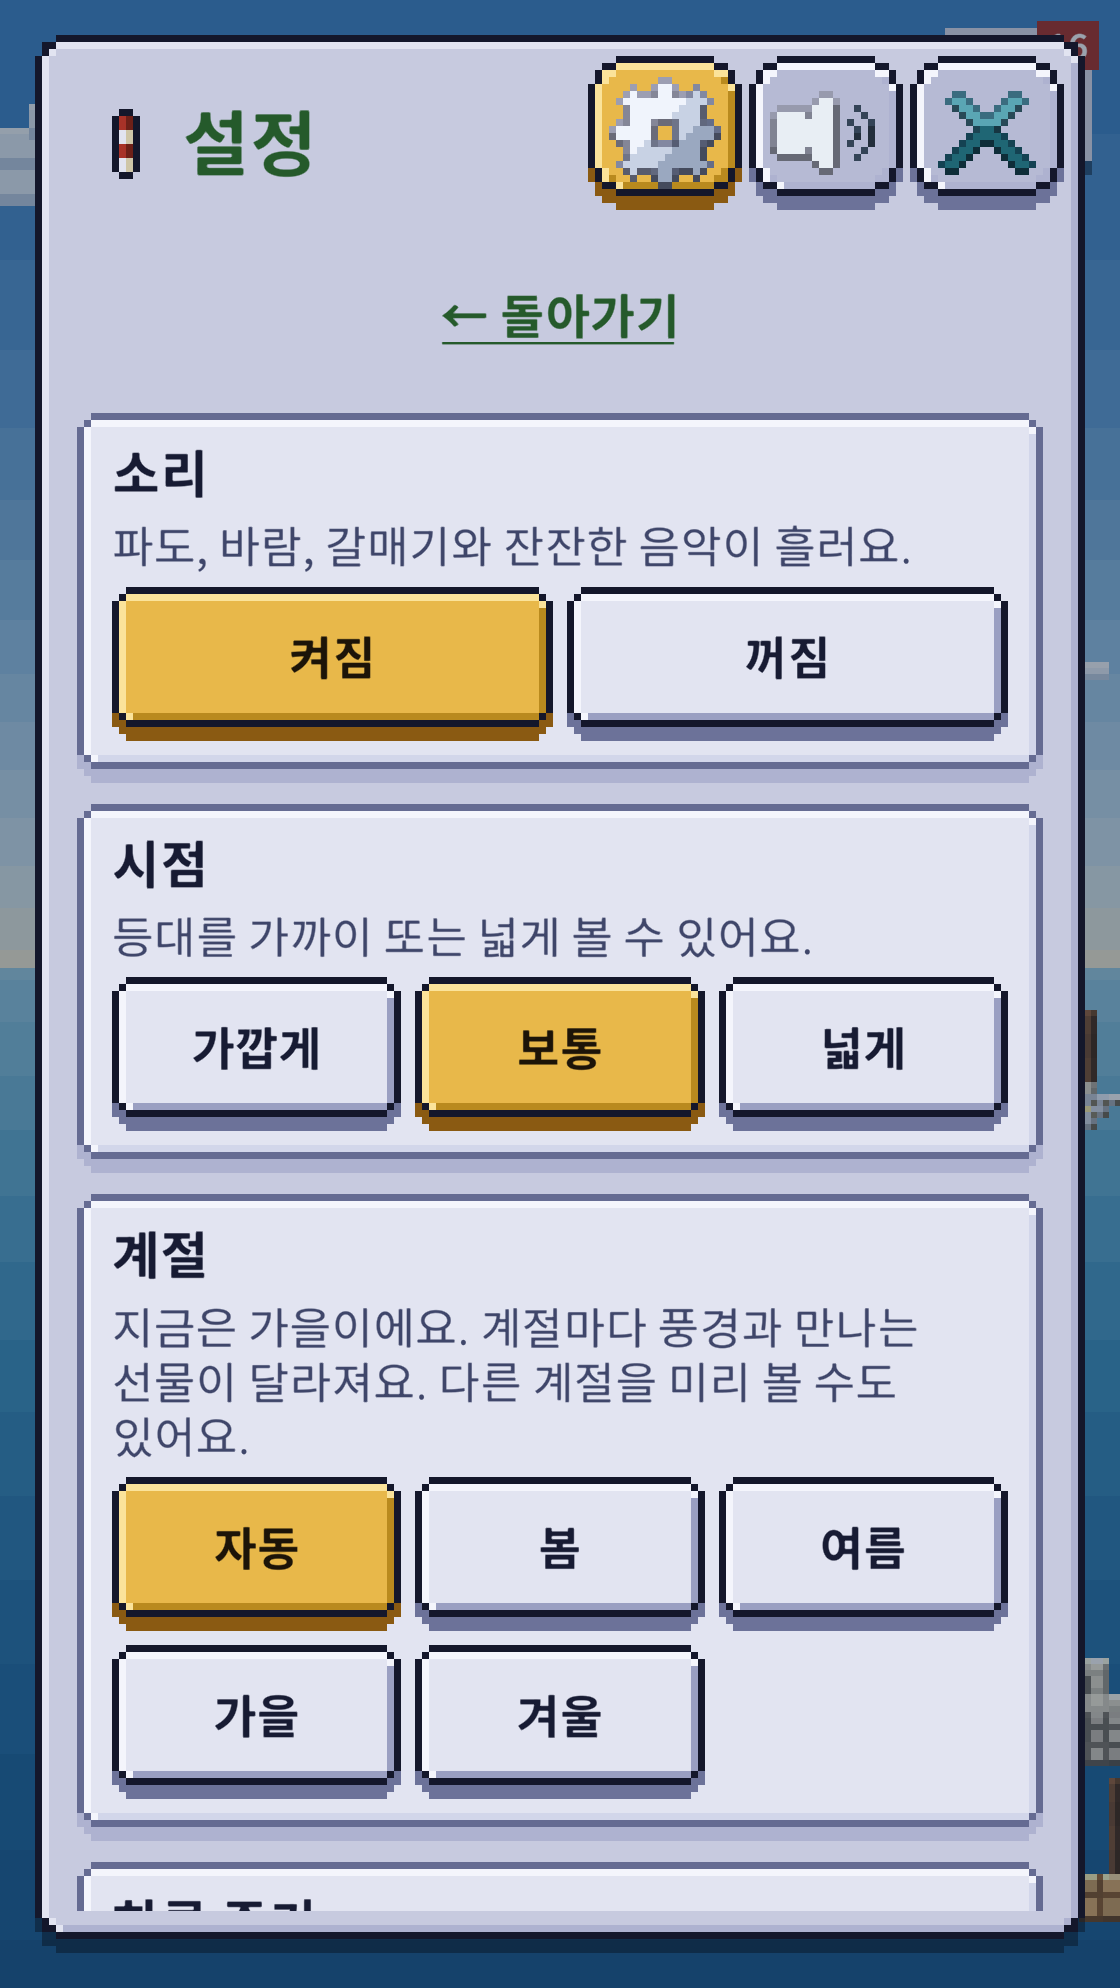 설정
← 돌아가기
소리
파도, 바람, 갈매기와 잔잔한 음악이 흘러요.
켜짐
꺼짐
시점
등대를 가까이 또는 넓게 볼 수 있어요.
가깝게
보통
넓게
계절
지금은 가을이에요. 계절마다 풍경과 만나는
선물이 달라져요. 다른 계절을 미리 볼 수도
있어요.
자동
봄
여름
가을
겨울